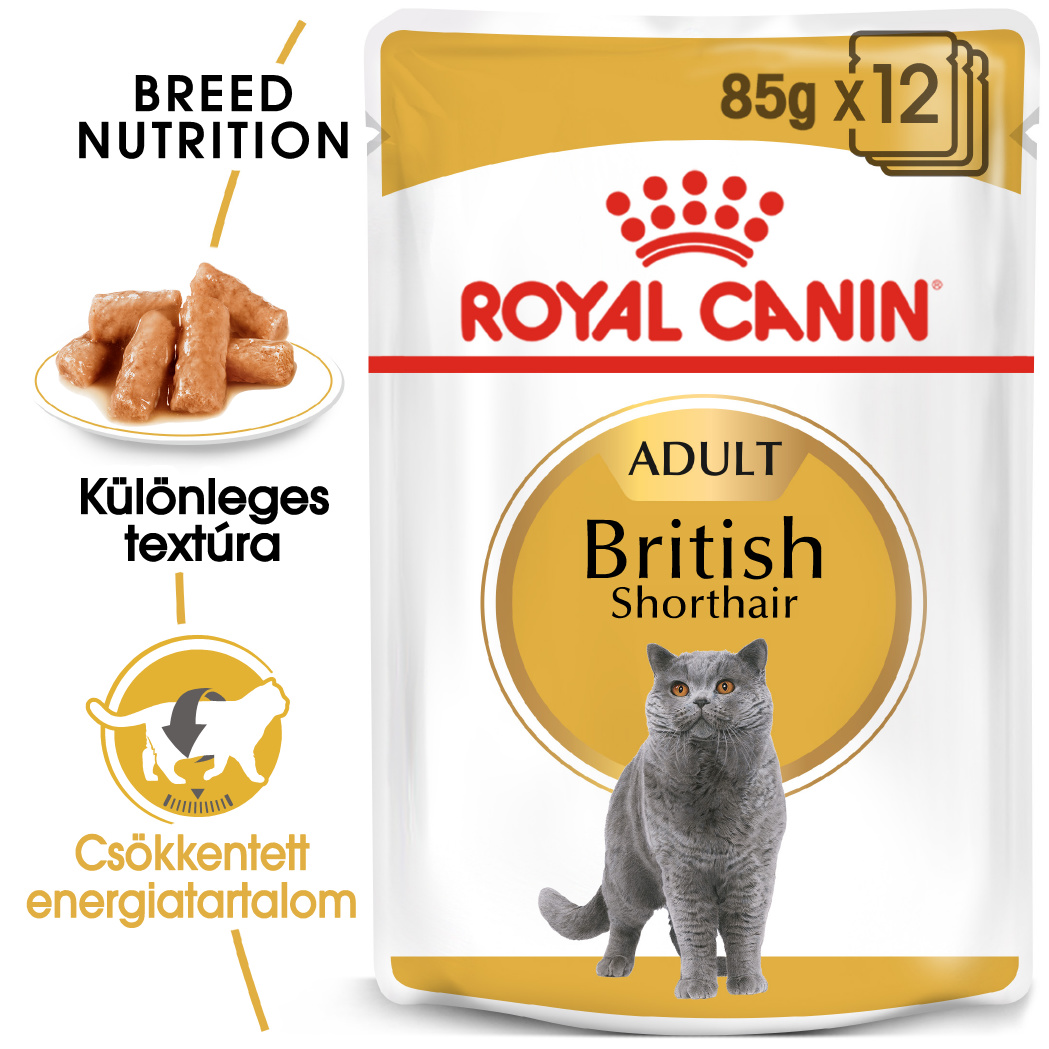 BREED
NUTRITION
Különleges
textúra
Csökkentett
energiatartalom
85g x12
ROYAL CANIN®
ADULT
British
Shorthair